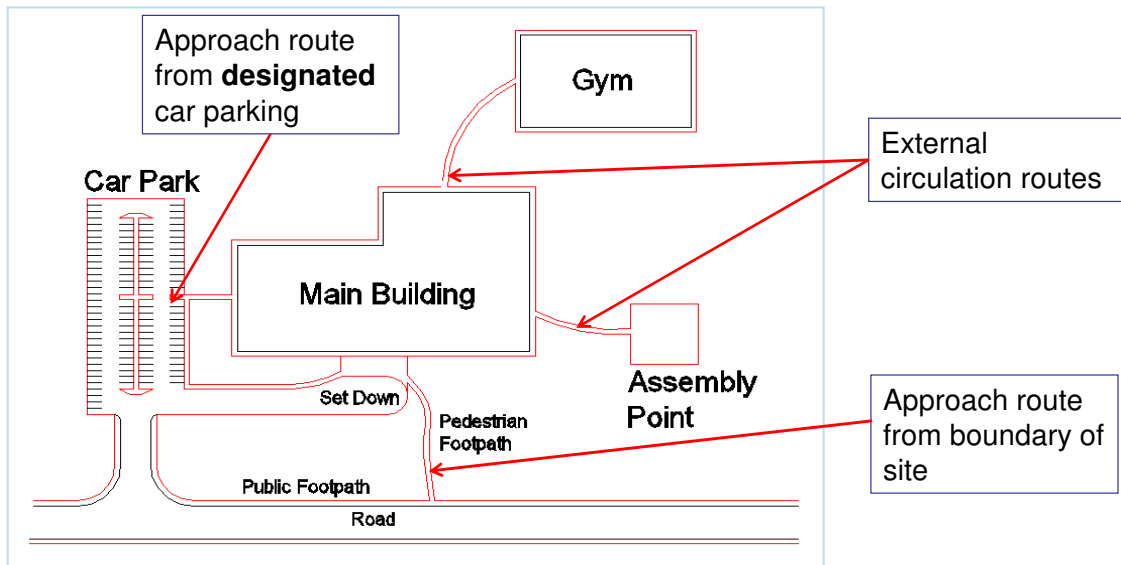 Approach route
from designated
car parking
Gym
External
circulation routes
Car Park
Main Building
Assembly
Point
Set Down
Pedestrian
Footpath
Approach route
from boundary of
site
Public Footpath
Road